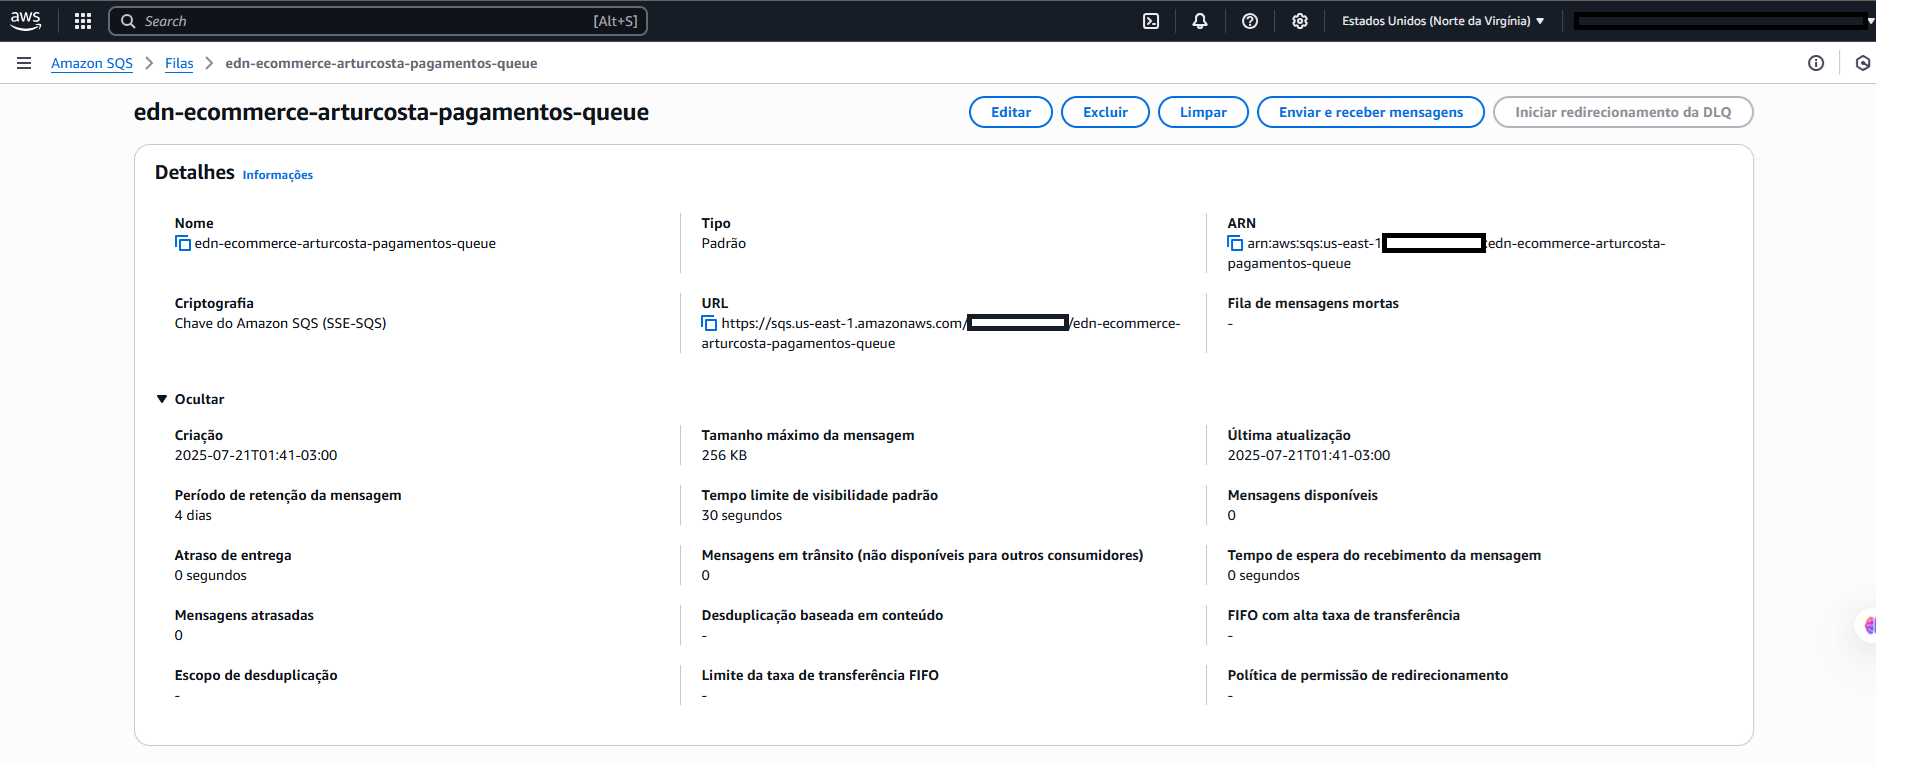 aws
Search [Alt+S]
Estados Unidos (Norte da Virgínia)
Amazon SQS > Filas > edn-ecommerce-arturcosta-pagamentos-queue
edn-ecommerce-arturcosta-pagamentos-queue
Editar
Excluir
Limpar
Enviar e receber mensagens
Iniciar redirecionamento da DLQ
Detalhes Informações
Nome
edn-ecommerce-arturcosta-pagamentos-queue
Tipo
Padrão
ARN
arn:aws:sqs:us-east-1 :edn-ecommerce-arturcosta-
pagamentos-queue
Criptografia
Chave do Amazon SQS (SSE-SQS)
URL
https://sqs.us-east-1.amazonaws.com/ /edn-ecommerce-
arturcosta-pagamentos-queue
Fila de mensagens mortas
-
Ocultar
Criação
2025-07-21T01:41-03:00
Tamanho máximo da mensagem
256 KB
Última atualização
2025-07-21T01:41-03:00
Período de retenção da mensagem
4 dias
Tempo limite de visibilidade padrão
30 segundos
Mensagens disponíveis
0
Atraso de entrega
0 segundos
Mensagens em trânsito (não disponíveis para outros consumidores)
0
Tempo de espera do recebimento da mensagem
0 segundos
Mensagens atrasadas
0
Desduplicação baseada em conteúdo
-
FIFO com alta taxa de transferência
-
Escopo de desduplicação
-
Limite da taxa de transferência FIFO
-
Política de permissão de redirecionamento
-